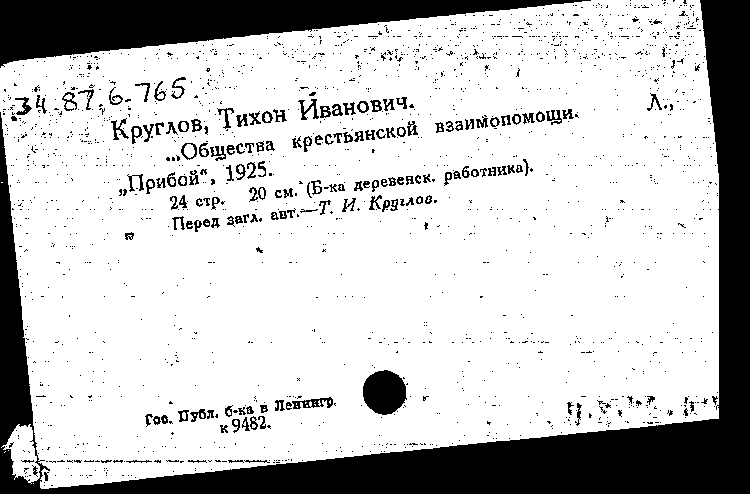 34.87.6.765.
Круглов, Тихон Иванович.
...Общества крестьянской взаимопомощи. Л.,
„Прибой“, 1925.
24 стр. 20 см. (Б-ка деревенск. работника).
Перед загл. авт.—Т. И. Круглов.
Гос. Публ. б-ка в Ленингр.
к 9482.